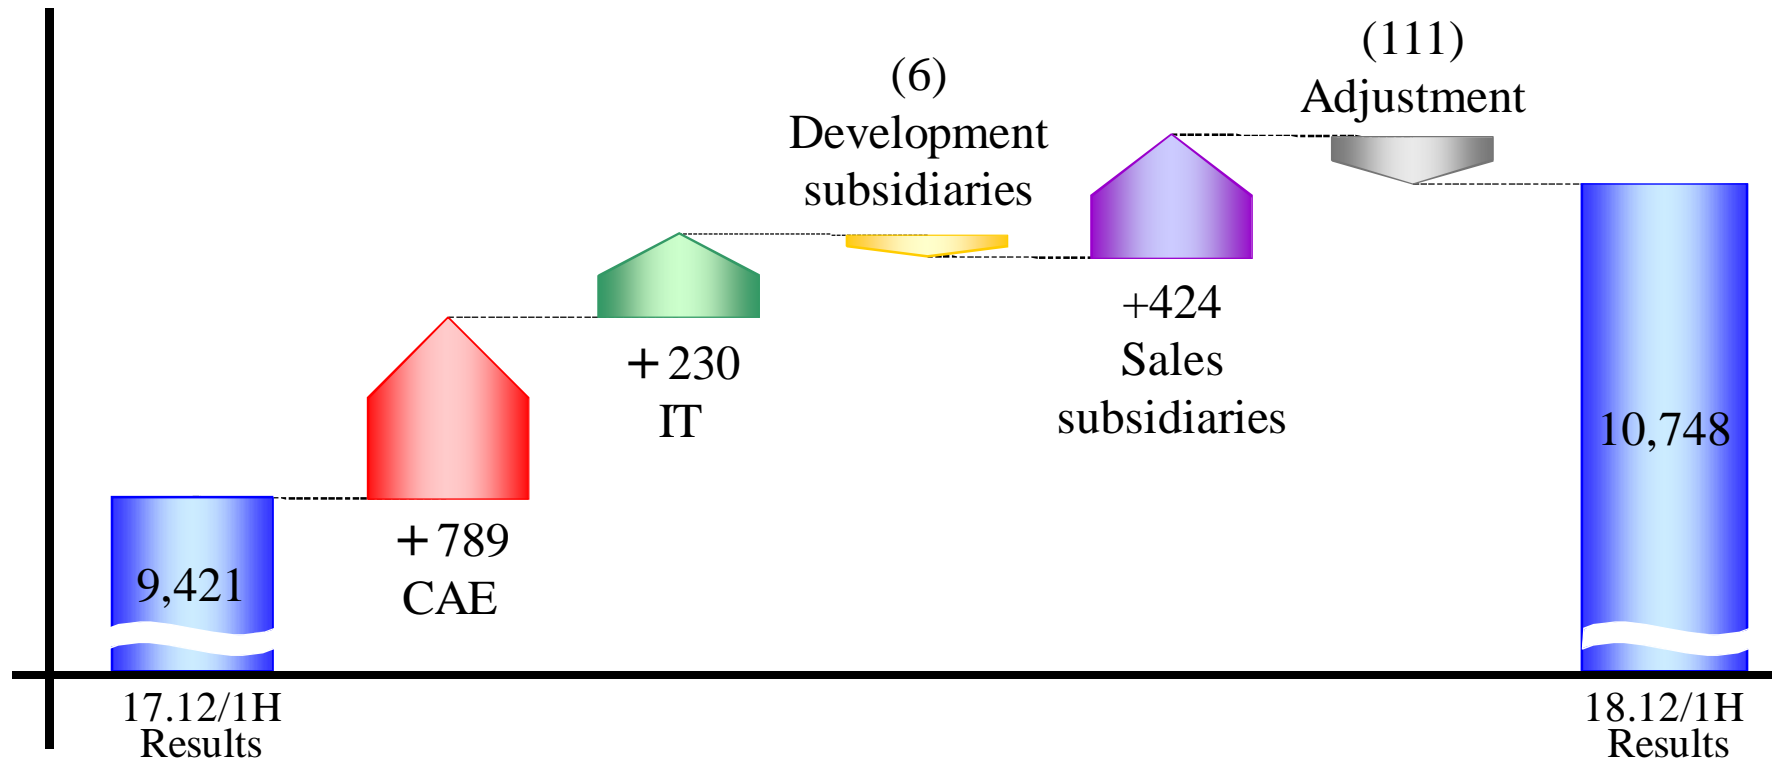 (111)
Adjustment
(6)
Development
subsidiaries
+424
Sales
subsidiaries
+230
IT
10,748
+789
CAE
9,421
17.12/1H
Results
18.12/1H
Results